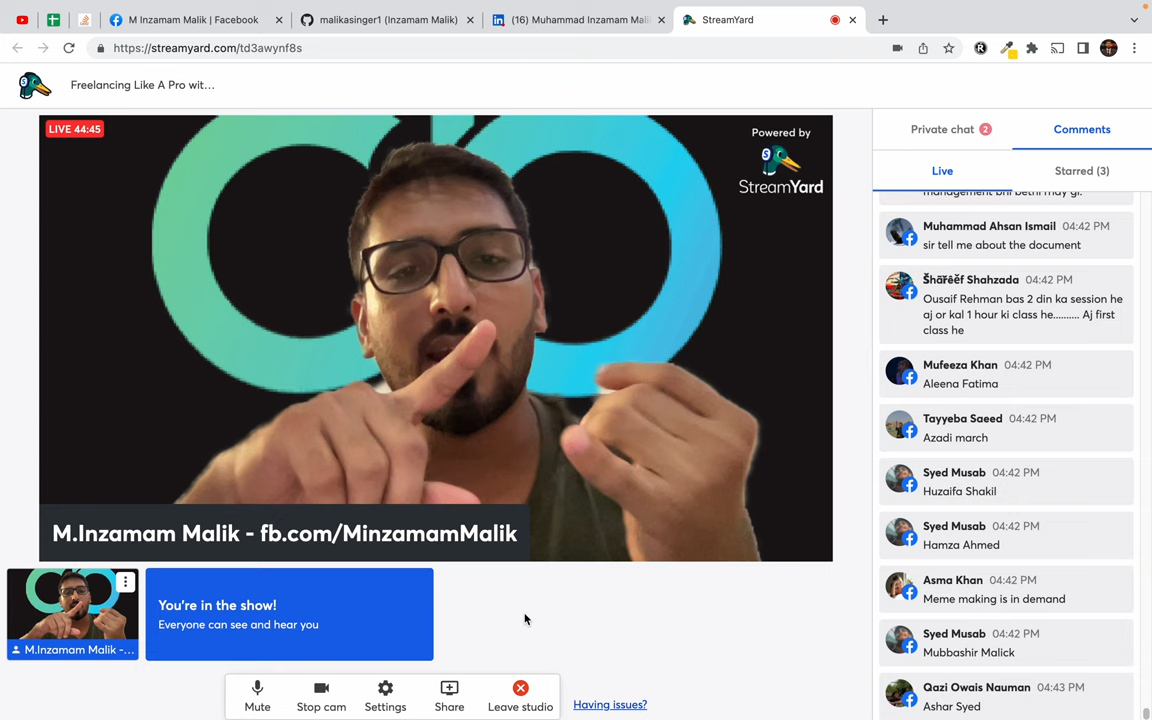 M Inzamam Malik | Facebook
malikasinger1 (Inzamam Malik)
(16) Muhammad Inzamam Mali
StreamYard
https://streamyard.com/td3awynf8s
Freelancing Like A Pro wit...
LIVE 44:45
Powered by
StreamYard
M.Inzamam Malik - fb.com/MinzamamMalik
M.Inzamam Malik -...
You're in the show!
Everyone can see and hear you
Mute
Stop cam
Settings
Share
Leave studio
Having issues?
Private chat 2
Comments
Live
Starred (3)
management bhi bethi may gi.
Muhammad Ahsan Ismail 04:42 PM
sir tell me about the document
Šhãrêêf Shahzada 04:42 PM
Ousaif Rehman bas 2 din ka session he
aj or kal 1 hour ki class he.......... Aj first
class he
Mufeeza Khan 04:42 PM
Aleena Fatima
Tayyeba Saeed 04:42 PM
Azadi march
Syed Musab 04:42 PM
Huzaifa Shakil
Syed Musab 04:42 PM
Hamza Ahmed
Asma Khan 04:42 PM
Meme making is in demand
Syed Musab 04:42 PM
Mubbashir Malick
Qazi Owais Nauman 04:43 PM
Ashar Syed